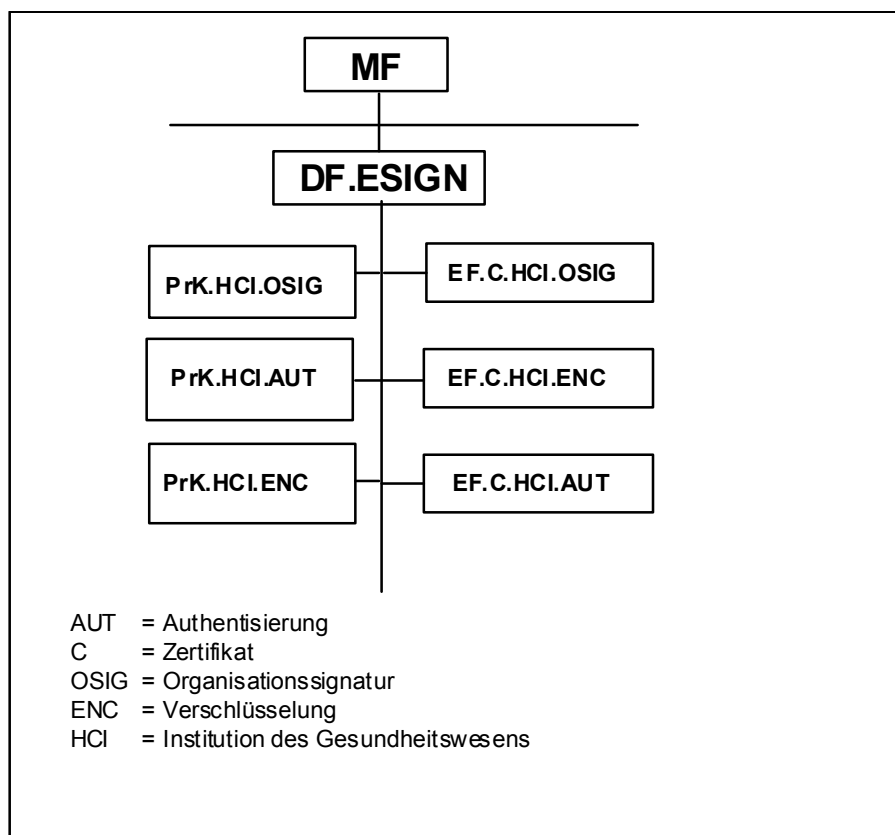 MF
DF.ESIGN
PrK.HCI.OSIG
EF.C.HCI.OSIG
PrK.HCI.AUT
EF.C.HCI.ENC
PrK.HCI.ENC
EF.C.HCI.AUT
AUT = Authentisierung
C = Zertifikat
OSIG = Organisationssignatur
ENC = Verschlüsselung
HCI = Institution des Gesundheitswesens